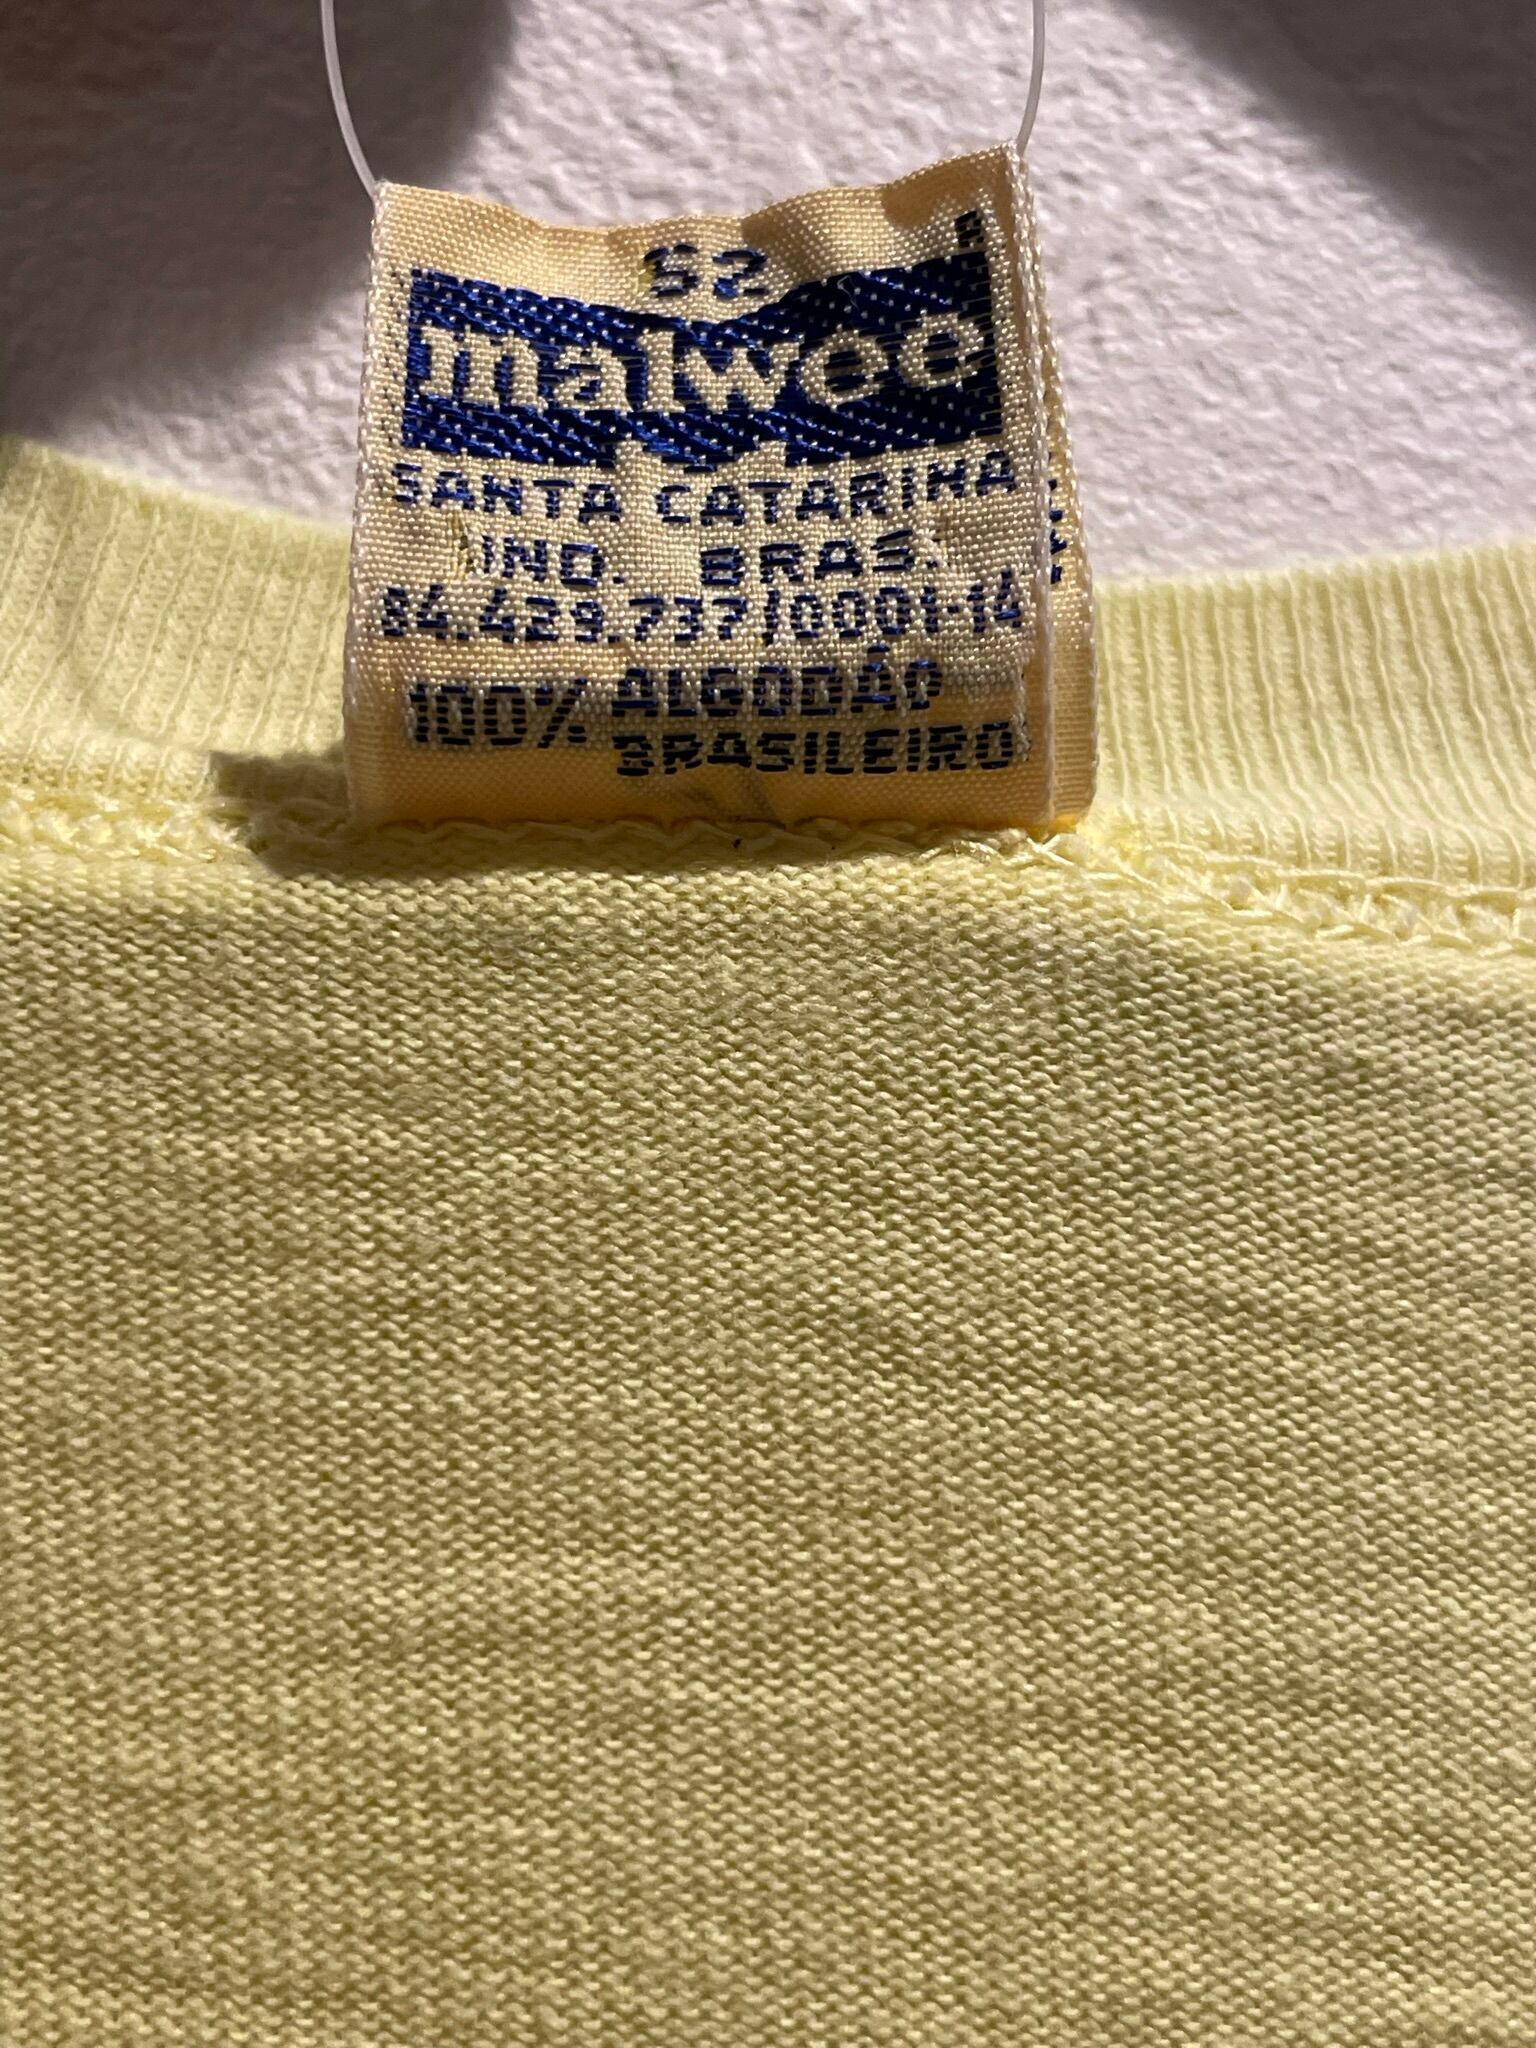 52
malwee
SANTA CATARINA
IND. BRAS.
84.429.737/0001-14
100% ALGODÃO
BRASILEIRO